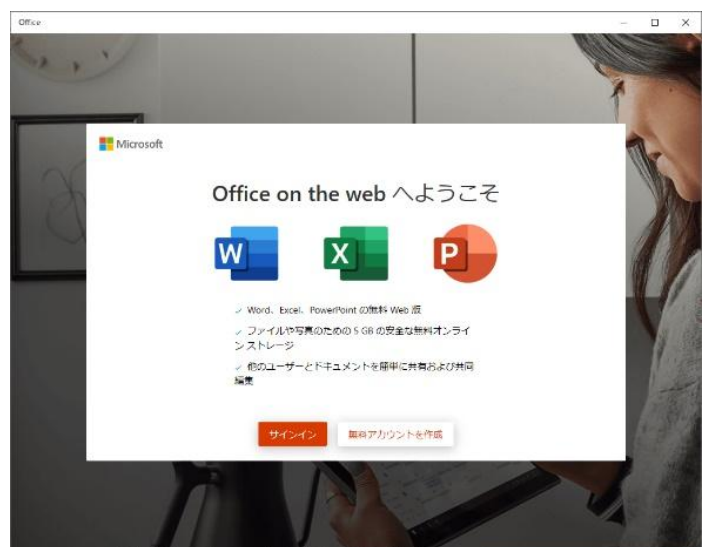 Office
Microsoft
Office on the web へようこそ
W
X
P
Word、Excel、PowerPoint の無料 Web 版
ファイルや写真のための 5 GB の安全な無料オンライ
ン ストレージ
他のユーザーとドキュメントを簡単に共有および共同
編集
サインイン
無料アカウントを作成